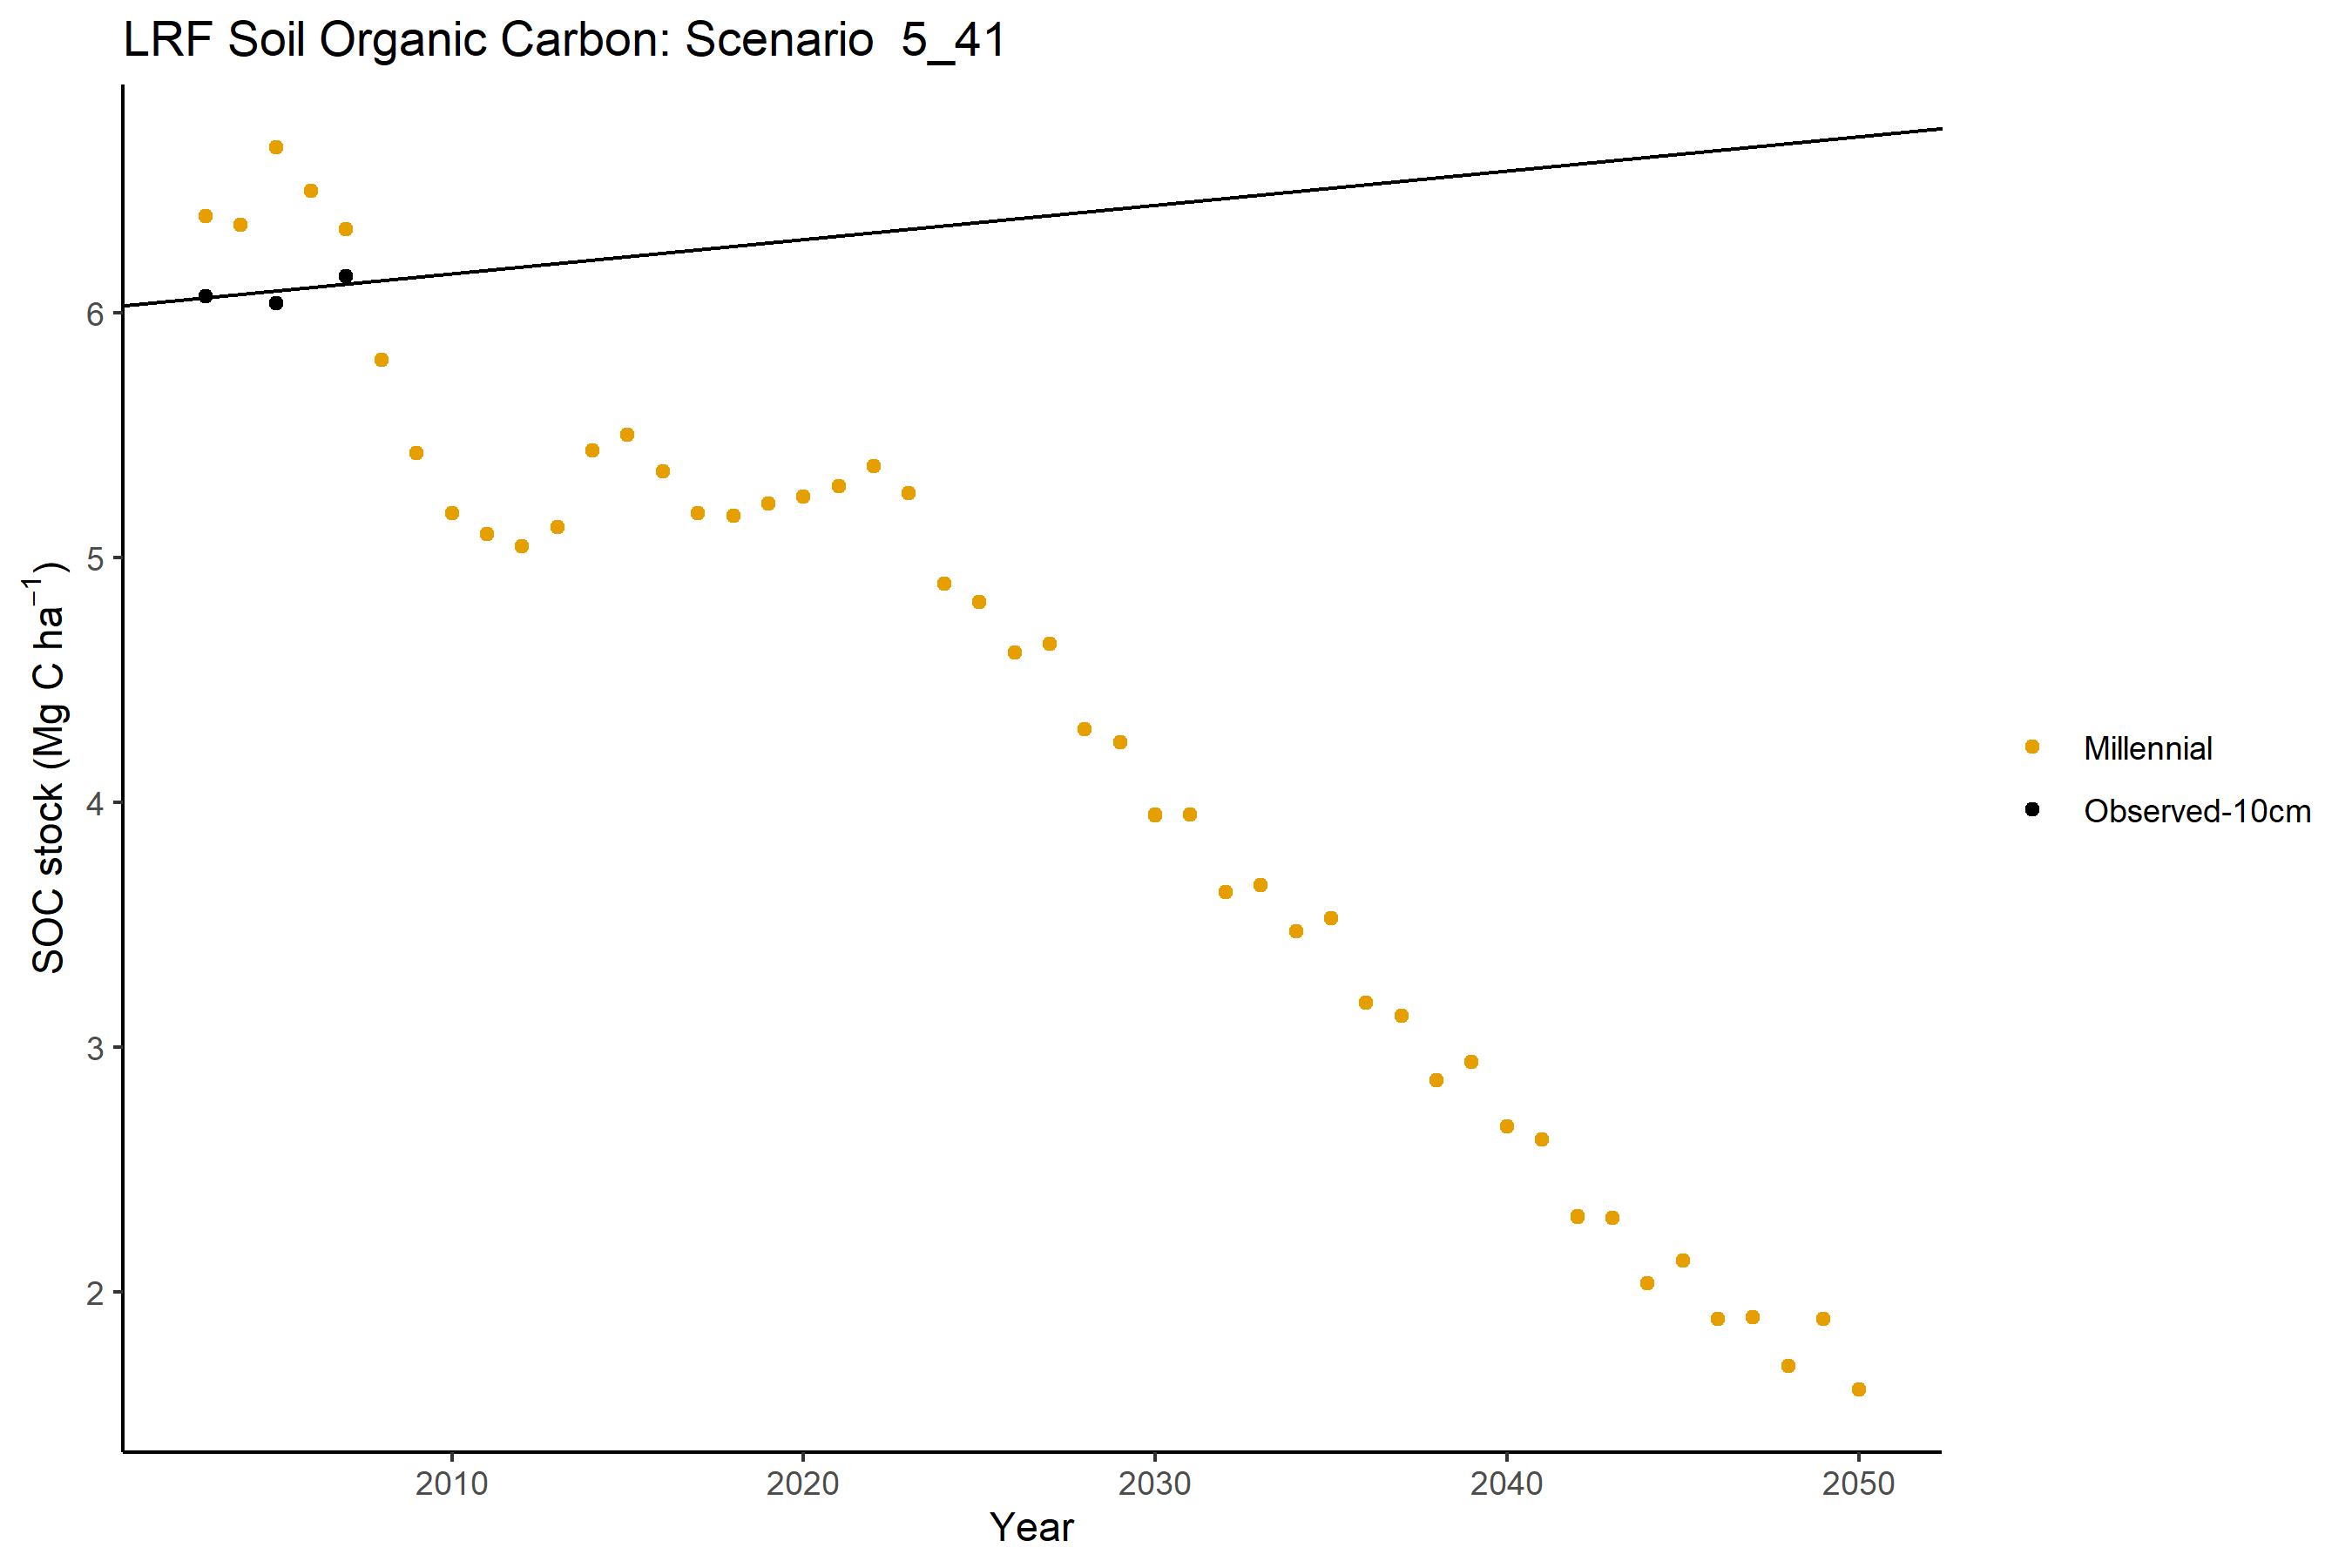 LRF Soil Organic Carbon: Scenario  5_41
6
5
4
3
2
SOC stock (Mg C ha⁻¹)
2010 2020 2030 2040 2050
Year
Millennial
Observed-10cm